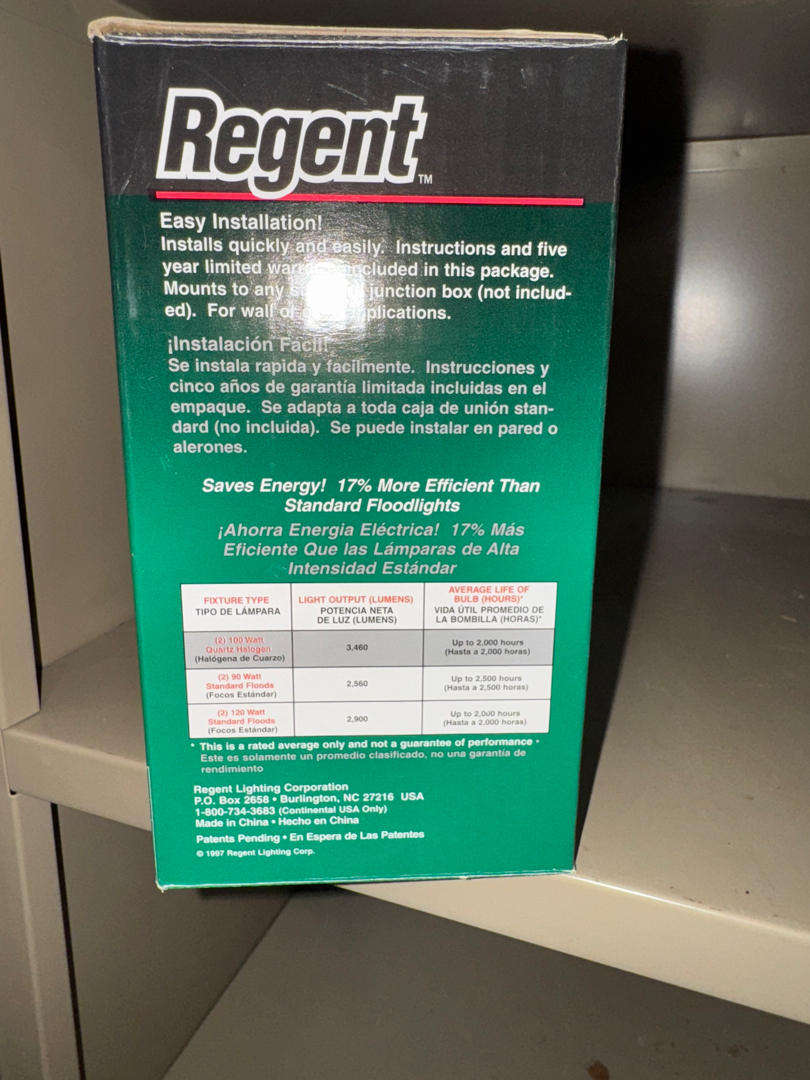 Regent™
Easy Installation!
Installs quickly and easily. Instructions and five
year limited included in this package.
Mounts to any junction box (not includ-
ed). For wall or applications.
¡Instalación Fácil!
Se instala rapida y facilmente. Instrucciones y
cinco años de garantía limitada incluidas en el
empaque. Se adapta a toda caja de unión stan-
dard (no incluida). Se puede instalar en pared o
alerones.
Saves Energy! 17% More Efficient Than
Standard Floodlights
¡Ahorra Energia Eléctrica! 17% Más
Eficiente Que las Lámparas de Alta
Intensidad Estándar
FIXTURE TYPE
TIPO DE LÁMPARA
LIGHT OUTPUT (LUMENS)
POTENCIA NETA
DE LUZ (LUMENS)
AVERAGE LIFE OF
BULB (HOURS)*
VIDA ÚTIL PROMEDIO DE
LA BOMBILLA (HORAS)*
(2) 100 Watt
Quartz Halogen
(Halógena de Cuarzo)
3,460
Up to 2,000 hours
(Hasta a 2,000 horas)
(2) 90 Watt
Standard Floods
(Focos Estándar)
2,560
Up to 2,500 hours
(Hasta a 2,500 horas)
(2) 120 Watt
Standard Floods
(Focos Estándar)
2,900
Up to 2,000 hours
(Hasta a 2,000 horas)
* This is a rated average only and not a guarantee of performance •
Este es solamente un promedio clasificado, no una garantía de
rendimiento
Regent Lighting Corporation
P.O. Box 2658 • Burlington, NC 27216 USA
1-800-734-3683 (Continental USA Only)
Made in China • Hecho en China
Patents Pending • En Espera de Las Patentes
© 1997 Regent Lighting Corp.